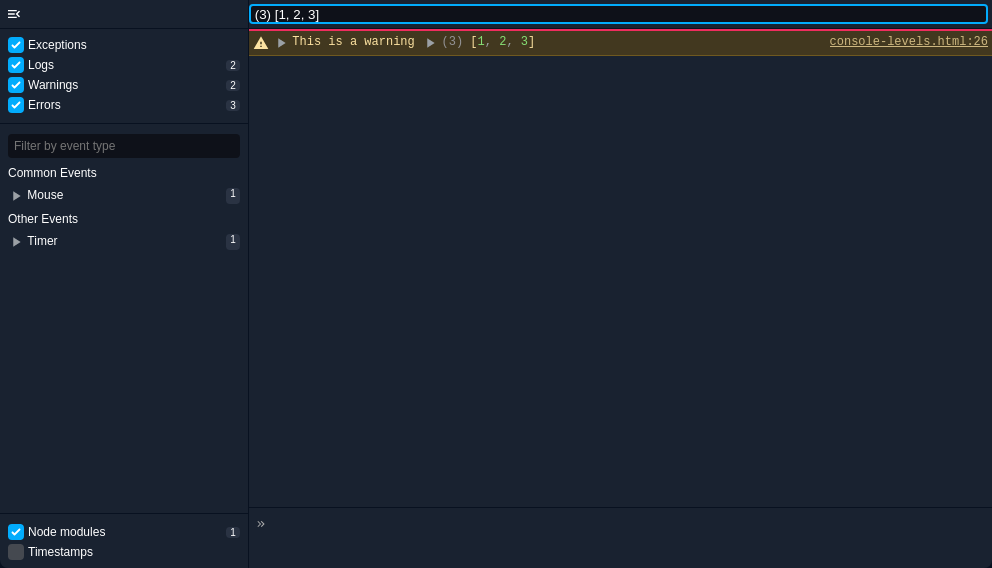 (3) [1, 2, 3]
Exceptions
Logs 2
Warnings 2
Errors 3
Filter by event type
Common Events
Mouse 1
Other Events
Timer 1
Node modules 1
Timestamps
This is a warning (3) [1, 2, 3] console-levels.html:26
»